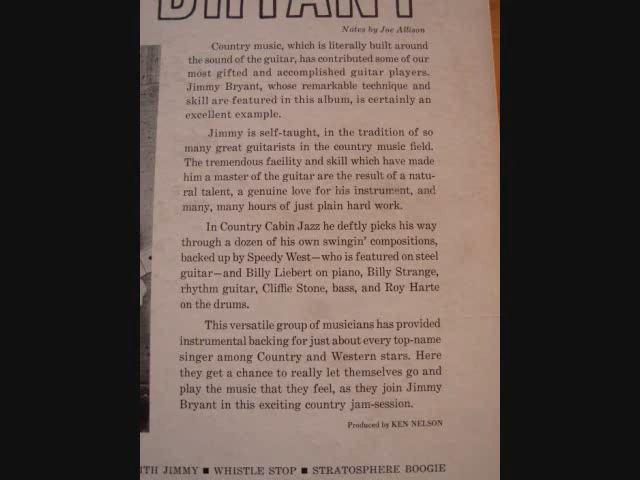 BRYANT
Notes by Joe Allison
Country music, which is literally built around
the sound of the guitar, has contributed some of our
most gifted and accomplished guitar players.
Jimmy Bryant, whose remarkable technique and
skill are featured in this album, is certainly an
excellent example.
Jimmy is self-taught, in the tradition of so
many great guitarists in the country music field.
The tremendous facility and skill which have made
him a master of the guitar are the result of a natu-
ral talent, a genuine love for his instrument, and
many, many hours of just plain hard work.
In Country Cabin Jazz he deftly picks his way
through a dozen of his own swingin' compositions,
backed up by Speedy West—who is featured on steel
guitar—and Billy Liebert on piano, Billy Strange,
rhythm guitar, Cliffie Stone, bass, and Roy Harte
on the drums.
This versatile group of musicians has provided
instrumental backing for just about every top-name
singer among Country and Western stars. Here
they get a chance to really let themselves go and
play the music that they feel, as they join Jimmy
Bryant in this exciting country jam-session.
Produced by KEN NELSON
ITH JIMMY ■ WHISTLE STOP ■ STRATOSPHERE BOOGIE